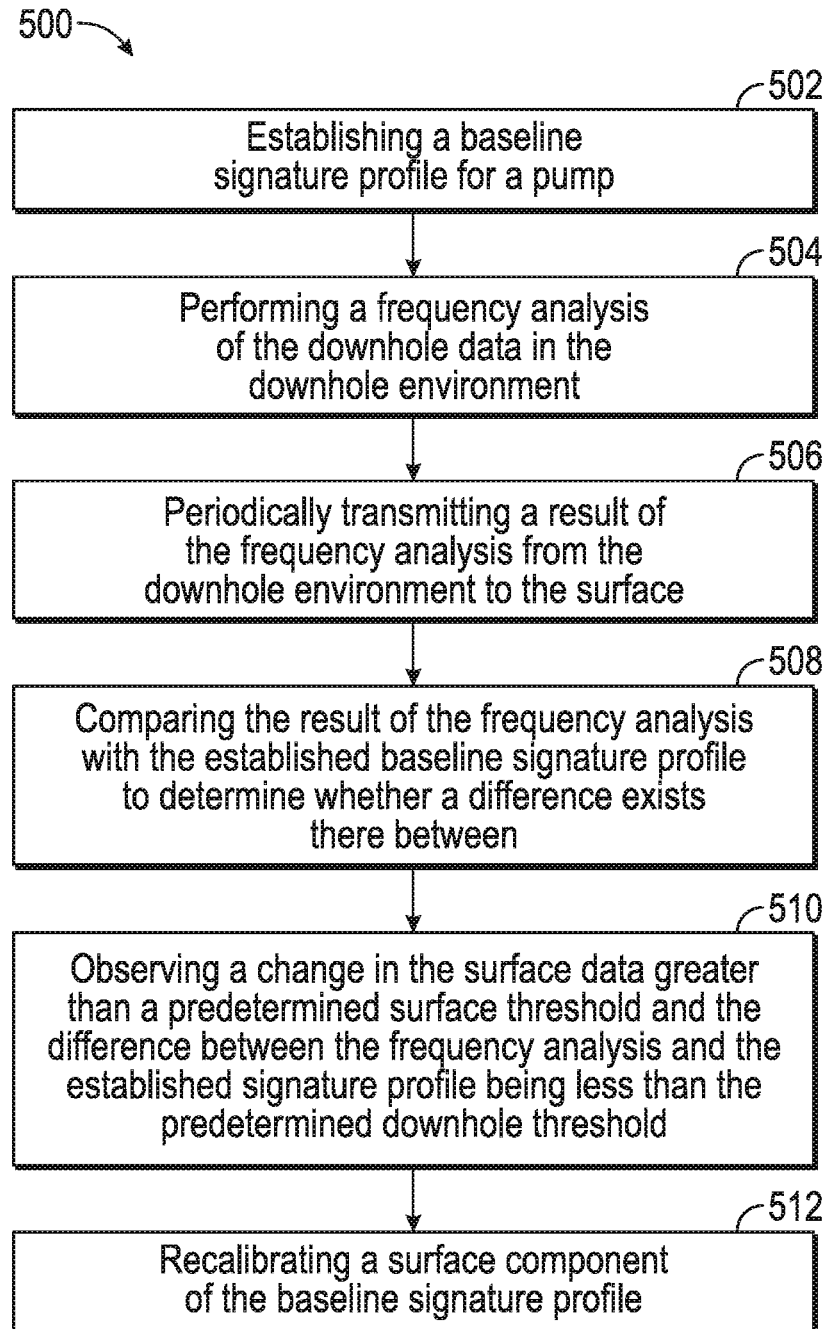 500
502
Establishing a baseline
signature profile for a pump
504
Performing a frequency analysis
of the downhole data in the
downhole environment
506
Periodically transmitting a result of
the frequency analysis from the
downhole environment to the surface
508
Comparing the result of the frequency analysis
with the established baseline signature profile
to determine whether a difference exists
there between
510
Observing a change in the surface data greater
than a predetermined surface threshold and the
difference between the frequency analysis and the
established signature profile being less than the
predetermined downhole threshold
512
Recalibrating a surface component
of the baseline signature profile